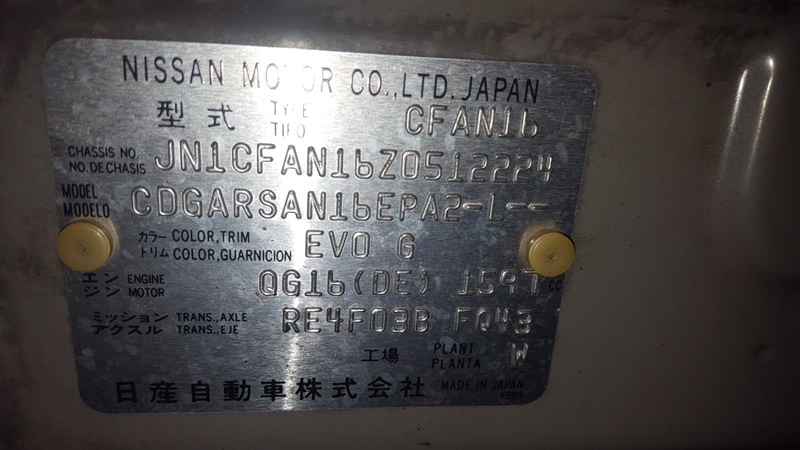 NISSAN MOTOR CO.,LTD.JAPAN
型式 TYPE TIPO CFAN16
CHASSIS NO. NO.DE CHASIS JN1CFAN16Z0512224
MODEL MODELO CDGARSAN16EPA2-L--
カラー COLOR,TRIM トリム COLOR,GUARNICION EV0 G
エンジン ENGINE MOTOR QG16(DE) 1597 CC
ミッション TRANS.,AXLE アクスル TRANS.,EJE RE4F03B FQ43
工場 PLANT PLANTA W
日産自動車株式会社 MADE IN JAPAN